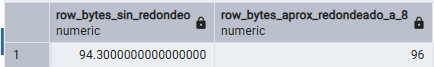 row_bytes_sin_redondeo row_bytes_aprox_redondeado_a_8
numeric numeric
1 94.3000000000000000 96